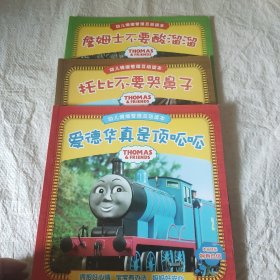 幼儿情绪管理互动读本
詹姆士不要酸溜溜
THOMAS
& FRIENDS
幼儿情绪管理互动读本
托比不要哭鼻子
THOMAS
& FRIENDS
幼儿情绪管理互动读本
爱德华真是顶呱呱
THOMAS
& FRIENDS